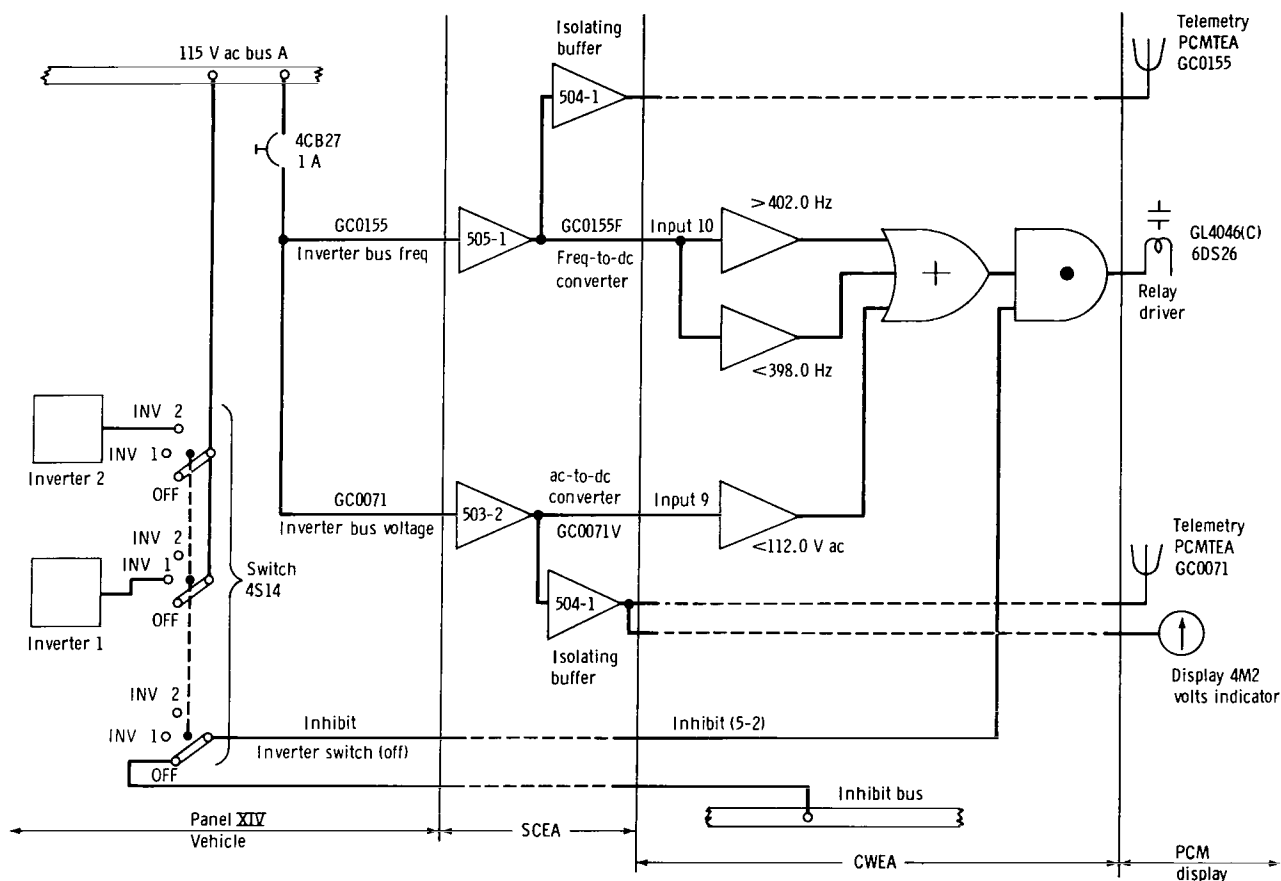 115 V ac bus A
Isolating
buffer
504-1
Telemetry
PCMTEA
GC0155
4CB27
1 A
GC0155
Inverter bus freq
505-1
GC0155F
Freq-to-dc
converter
Input 10
>402.0 Hz
<398.0 Hz
+
GL4046(C)
6DS26
Relay
driver
INV 2
INV 1
OFF
Inverter 2
INV 2
INV 1
OFF
Inverter 1
Switch
4S14
GC0071
Inverter bus voltage
503-2
ac-to-dc
converter
GC0071V
Input 9
<112.0 V ac
504-1
Isolating
buffer
Telemetry
PCMTEA
GC0071
Display 4M2
volts indicator
INV 2
INV 1
OFF
Inhibit
Inverter switch (off)
Inhibit (5-2)
Inhibit bus
Panel XIV
Vehicle
SCEA
CWEA
PCM
display